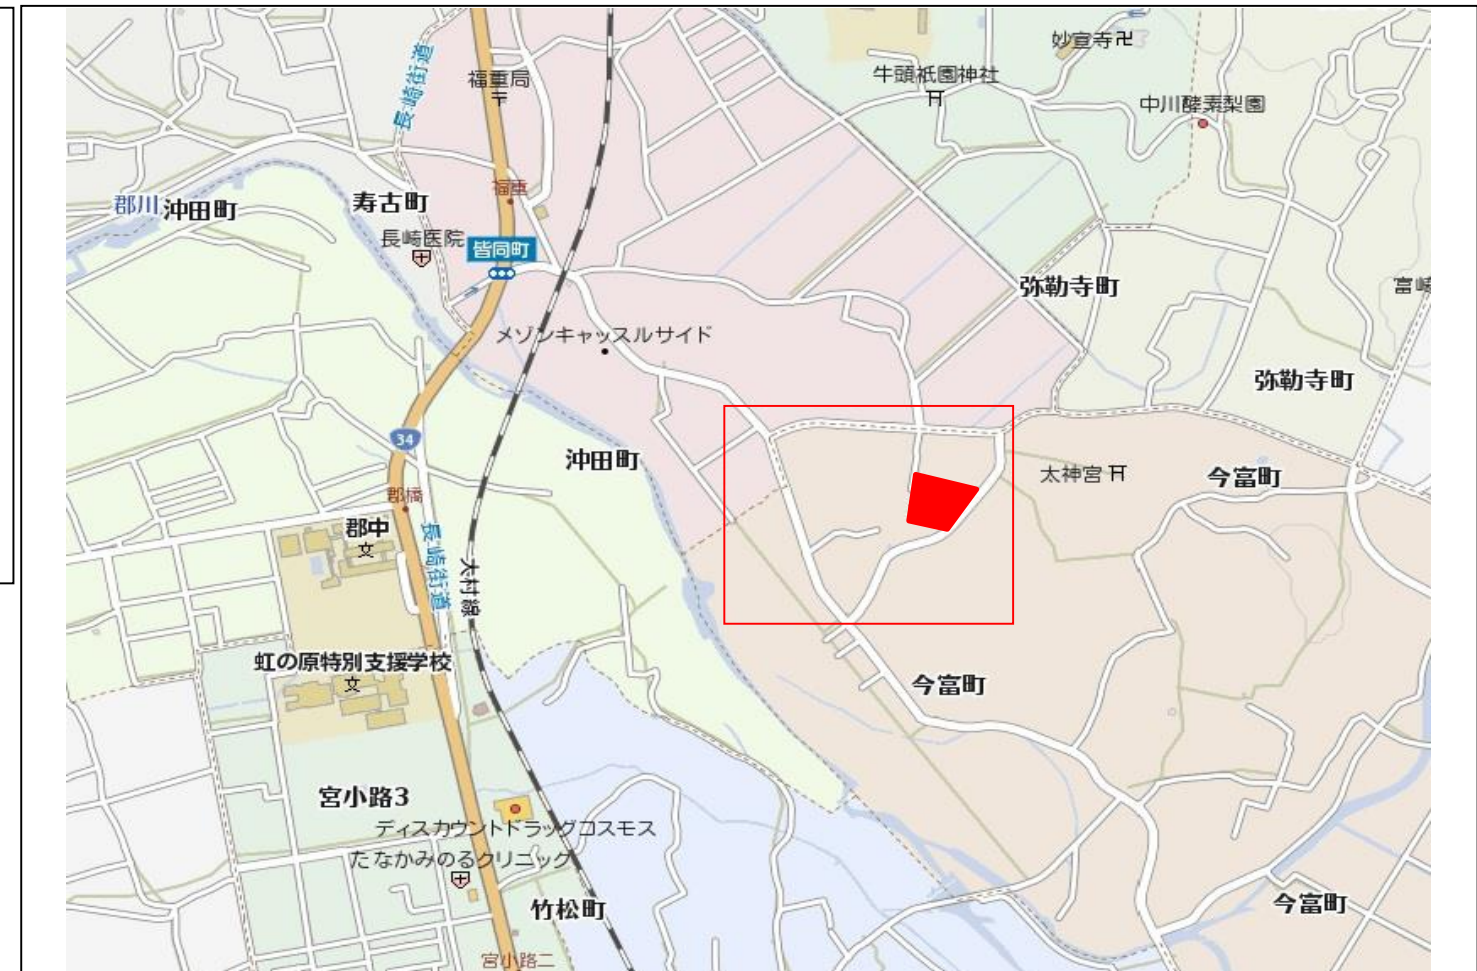 妙宣寺
長崎街道
福重局
牛頭祇園神社
中川酵素梨園
福重
郡川
沖田町
寿古町
長崎医院
皆同町
弥勒寺町
メゾンキャッスルサイド
弥勒寺町
34
沖田町
太神宮
今富町
郡橋
郡中
文
長崎街道
大村線
虹の原特別支援学校
文
今富町
宮小路3
ディスカウントドラッグコスモス
たなかみのるクリニック
竹松町
今富町
宮小路二